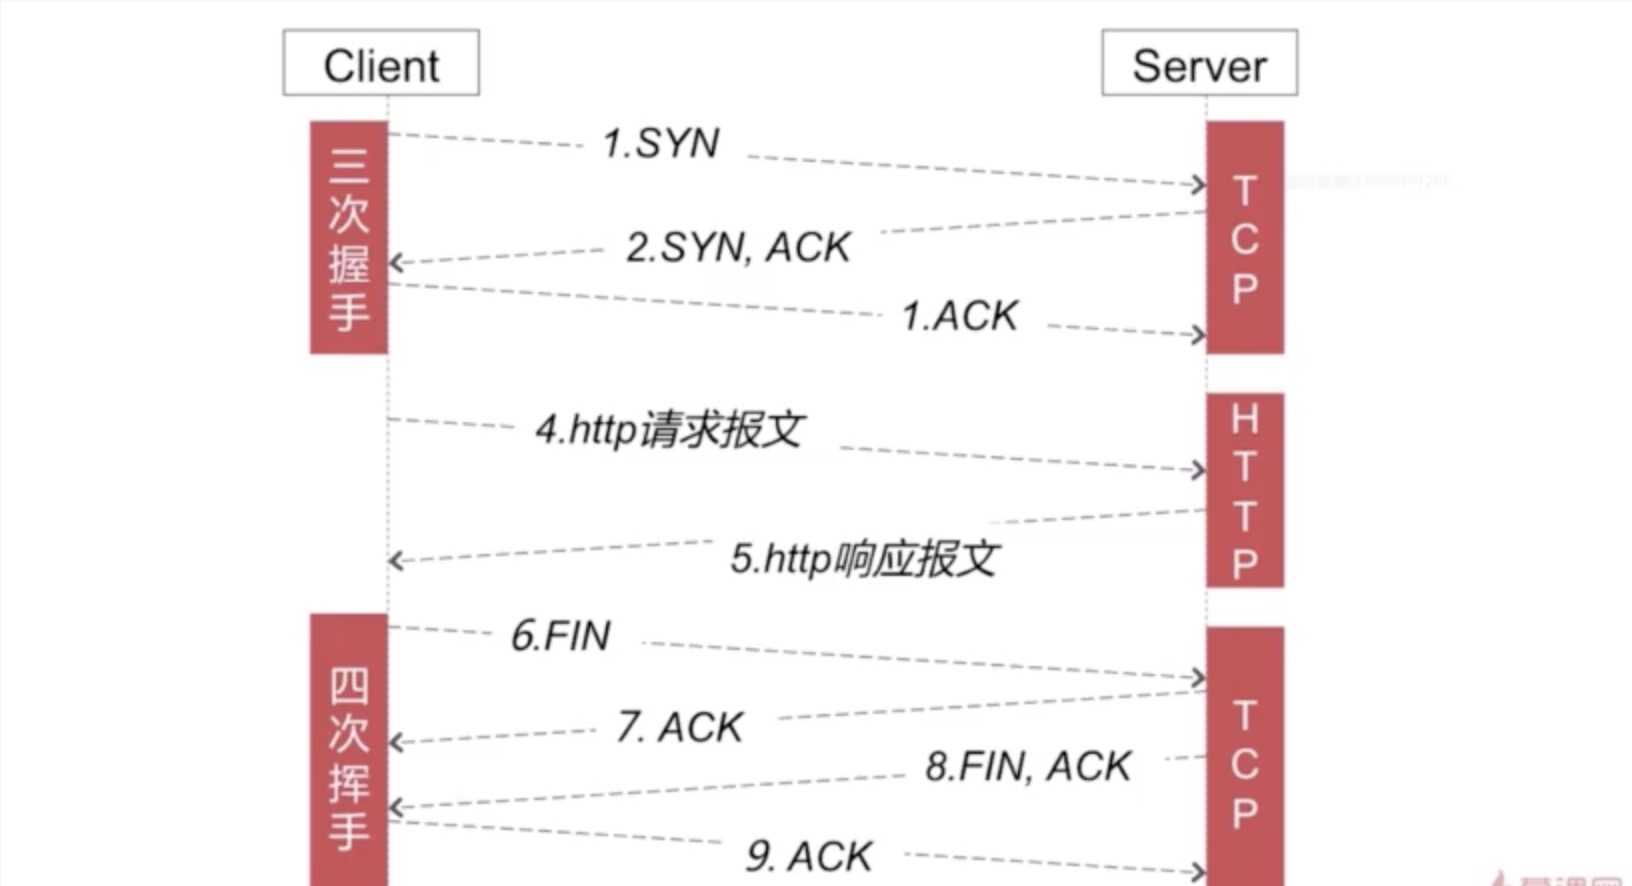 Client
Server
三次握手
1.SYN
TCP
2.SYN, ACK
1.ACK
4.http请求报文
HTTP
5.http响应报文
四次挥手
6.FIN
TCP
7. ACK
8.FIN, ACK
9. ACK